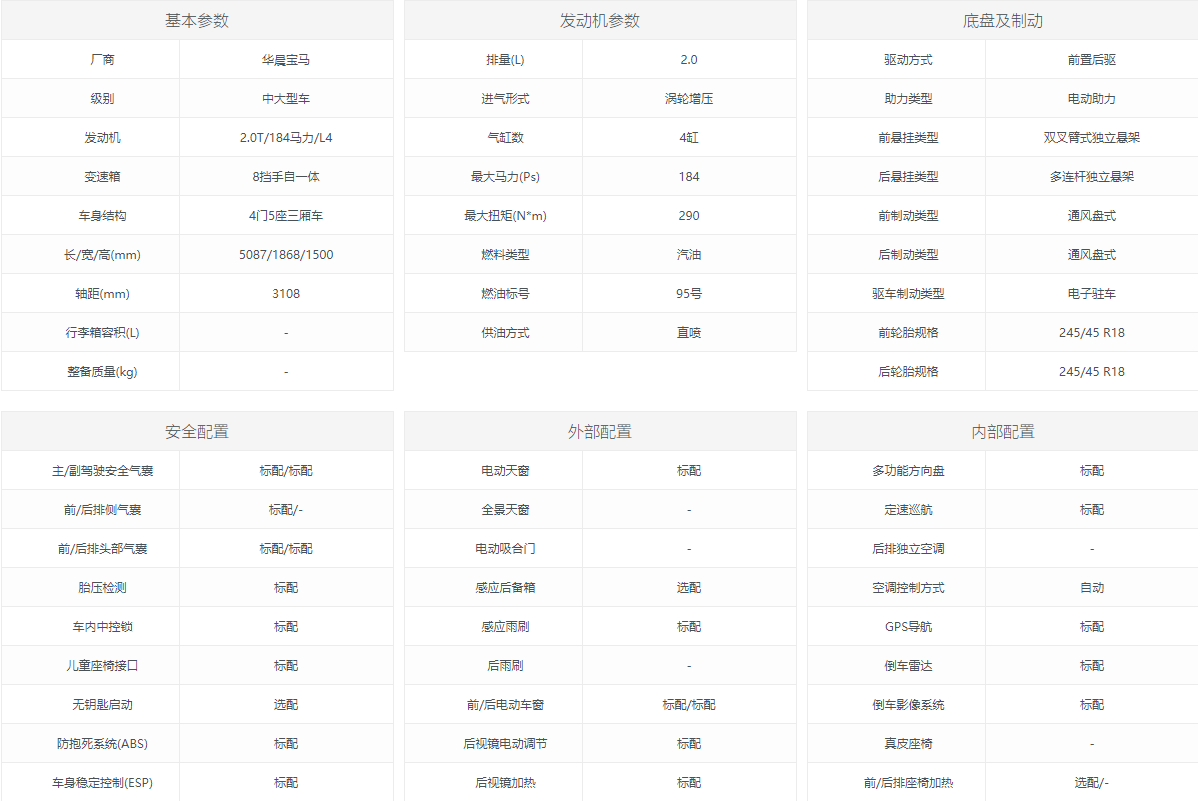 基本参数
厂商 华晨宝马
级别 中大型车
发动机 2.0T/184马力/L4
变速箱 8挡手自一体
车身结构 4门5座三厢车
长/宽/高(mm) 5087/1868/1500
轴距(mm) 3108
行李箱容积(L) -
整备质量(kg) -
发动机参数
排量(L) 2.0
进气形式 涡轮增压
气缸数 4缸
最大马力(Ps) 184
最大扭矩(N*m) 290
燃料类型 汽油
燃油标号 95号
供油方式 直喷
底盘及制动
驱动方式 前置后驱
助力类型 电动助力
前悬挂类型 双叉臂式独立悬架
后悬挂类型 多连杆独立悬架
前制动类型 通风盘式
后制动类型 通风盘式
驱车制动类型 电子驻车
前轮胎规格 245/45 R18
后轮胎规格 245/45 R18
安全配置
主/副驾驶安全气囊 标配/标配
前/后排侧气囊 标配/-
前/后排头部气囊 标配/标配
胎压检测 标配
车内中控锁 标配
儿童座椅接口 标配
无钥匙启动 选配
防抱死系统(ABS) 标配
车身稳定控制(ESP) 标配
外部配置
电动天窗 标配
全景天窗 -
电动吸合门 -
感应后备箱 选配
感应雨刷 标配
后雨刷 -
前/后电动车窗 标配/标配
后视镜电动调节 标配
后视镜加热 标配
内部配置
多功能方向盘 标配
定速巡航 标配
后排独立空调 -
空调控制方式 自动
GPS导航 标配
倒车雷达 标配
倒车影像系统 标配
真皮座椅 -
前/后排座椅加热 选配/-